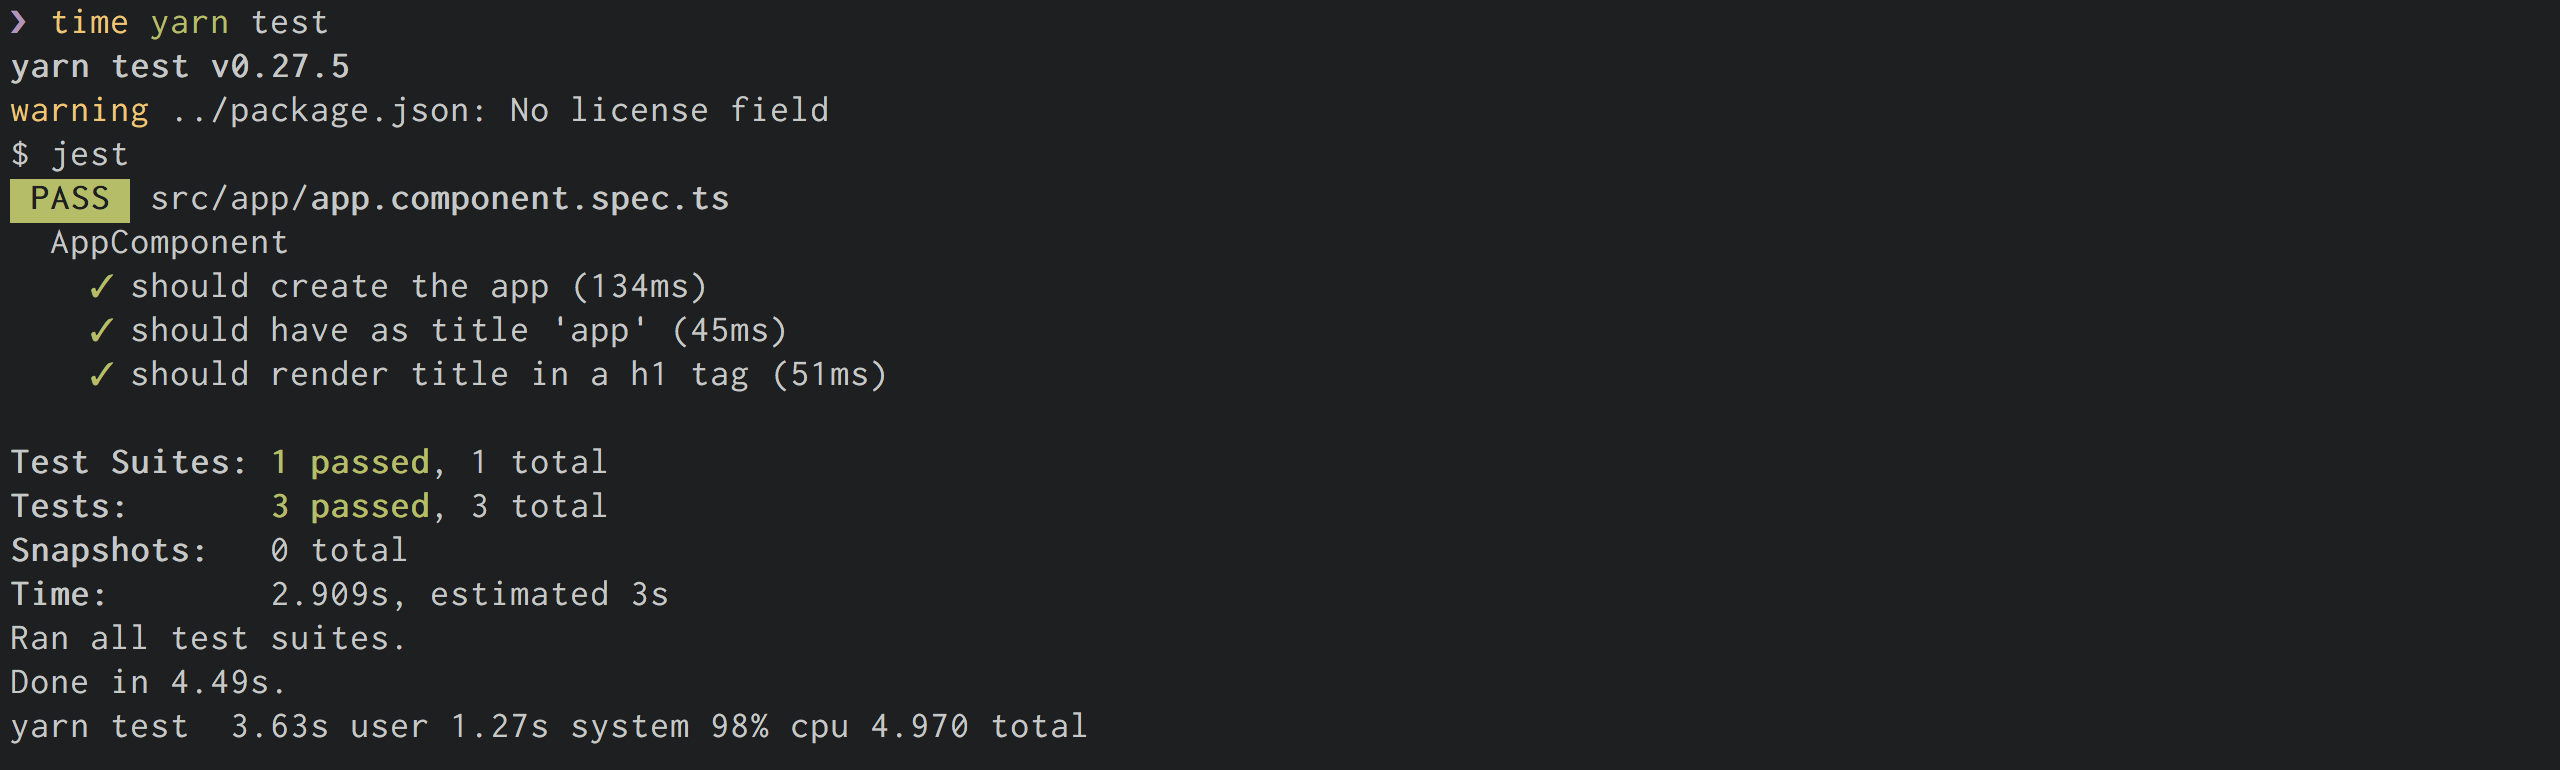 ❯ time yarn test
yarn test v0.27.5
warning ../package.json: No license field
$ jest
PASS src/app/app.component.spec.ts
AppComponent
✓ should create the app (134ms)
✓ should have as title 'app' (45ms)
✓ should render title in a h1 tag (51ms)
Test Suites: 1 passed, 1 total
Tests: 3 passed, 3 total
Snapshots: 0 total
Time: 2.909s, estimated 3s
Ran all test suites.
Done in 4.49s.
yarn test 3.63s user 1.27s system 98% cpu 4.970 total